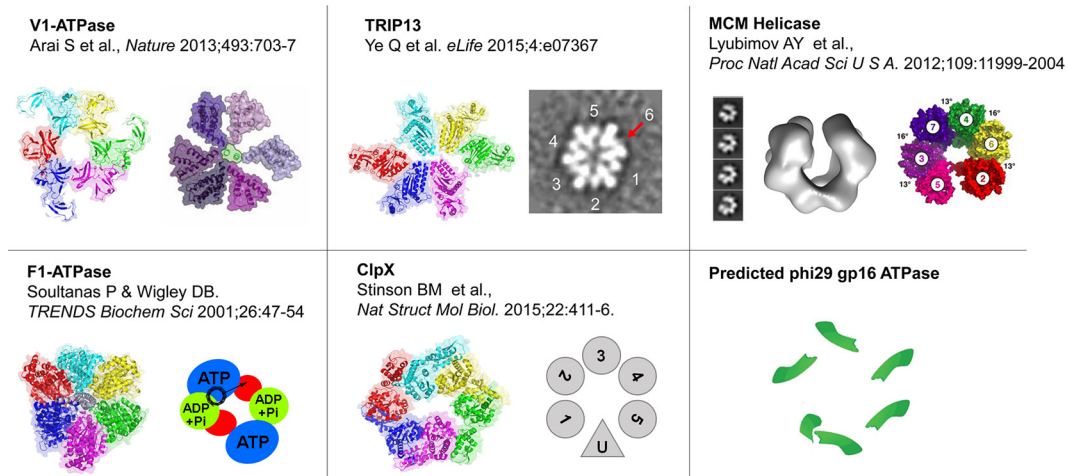 V1-ATPase
Arai S et al., Nature 2013;493:703-7
TRIP13
Ye Q et al. eLife 2015;4:e07367
5
6
4
3
1
2
MCM Helicase
Lyubimov AY et al.,
Proc Natl Acad Sci U S A. 2012;109:11999-2004
13°
16°
4
7
16°
6
3
13°
2
13°
5
F1-ATPase
Soultanas P & Wigley DB.
TRENDS Biochem Sci 2001;26:47-54
ATP
ADP
+Pi
ADP
+Pi
ATP
ClpX
Stinson BM et al.,
Nat Struct Mol Biol. 2015;22:411-6.
3
2
4
1
5
U
Predicted phi29 gp16 ATPase